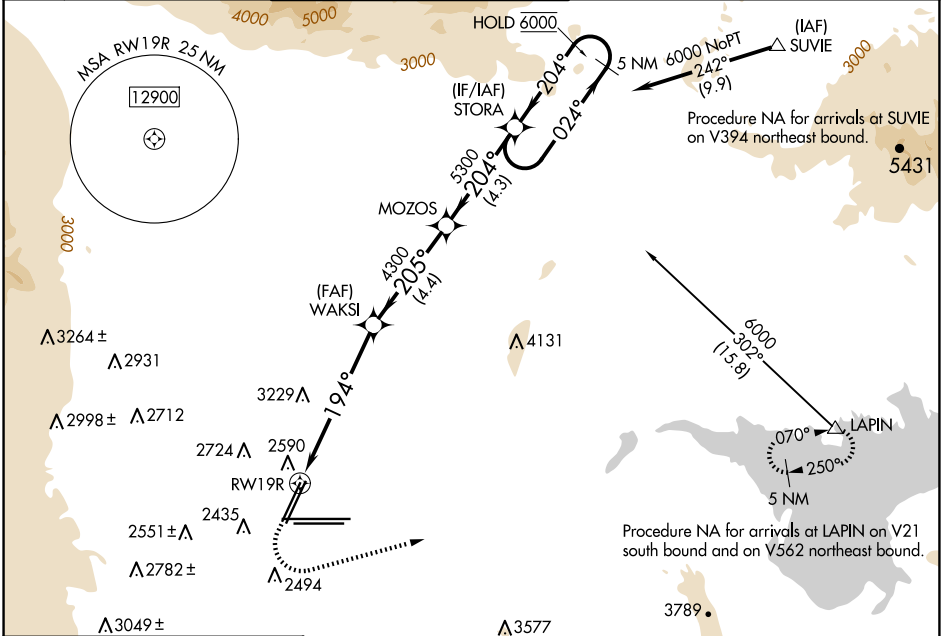 4000
5000
HOLD 6000
(IAF)
SUVIE
MSA RW19R 25 NM
3000
5 NM
6000 NoPT
242°
(9.9)
3000
204°
12900
(IF/IAF)
STORA
024°
Procedure NA for arrivals at SUVIE
on V394 northeast bound.
5431
5300
204°
(4.3)
MOZOS
3000
4300
205°
(4.4)
(FAF)
WAKSI
3264 ±
2931
4131
6000
302°
(15.8)
3229
194°
2998 ±
2712
LAPIN
070°
250°
5 NM
2724
2590
RW19R
2435
2551 ±
Procedure NA for arrivals at LAPIN on V21
south bound and on V562 northeast bound.
2782 ±
2494
3789
3049 ±
3577